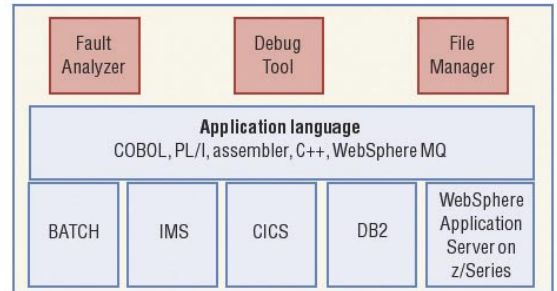 Fault
Analyzer
Debug
Tool
File
Manager
Application language
COBOL, PL/I, assembler, C++, WebSphere MQ
BATCH
IMS
CICS
DB2
WebSphere
Application
Server on
z/Series